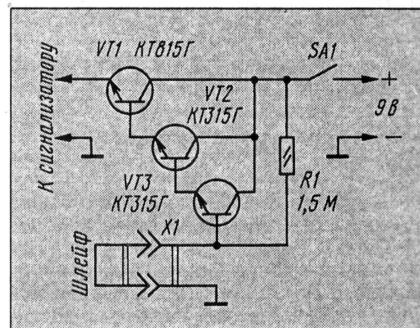 VT1 КТ815Г
SA1
+
VT2
КТ315Г
9 В
К сигнализатору
–
VT3
КТ315Г
R1
1,5 М
X1
Шлейф